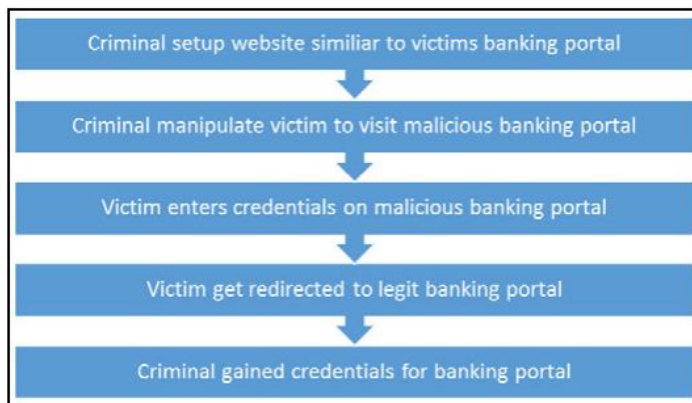 Criminal setup website similiar to victims banking portal
Criminal manipulate victim to visit malicious banking portal
Victim enters credentials on malicious banking portal
Victim get redirected to legit banking portal
Criminal gained credentials for banking portal